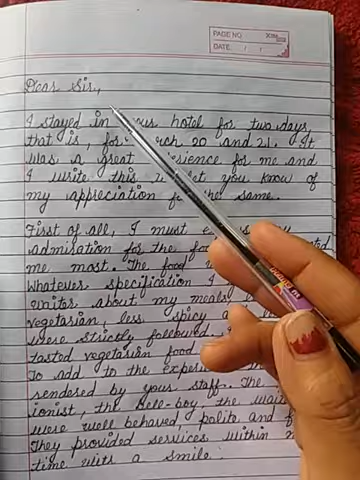 PAGE NO.
DATE: / /
Dear Sir,
I stayed in your hotel for two days,
that is, for March 20 and 21. It
was a great experience for me and
I write this to let you know of
my appreciation for the same.
First of all, I must express my
admiration for the food
me most. The food
Whatever specification I
waiter about my meals
vegetarian, less spicy
were strictly followed.
tasted vegetarian food
To add to the
rendered by your staff. The
ionist, the bell-boy, the
were well behaved, polite and
They provided services within
time with a smile.